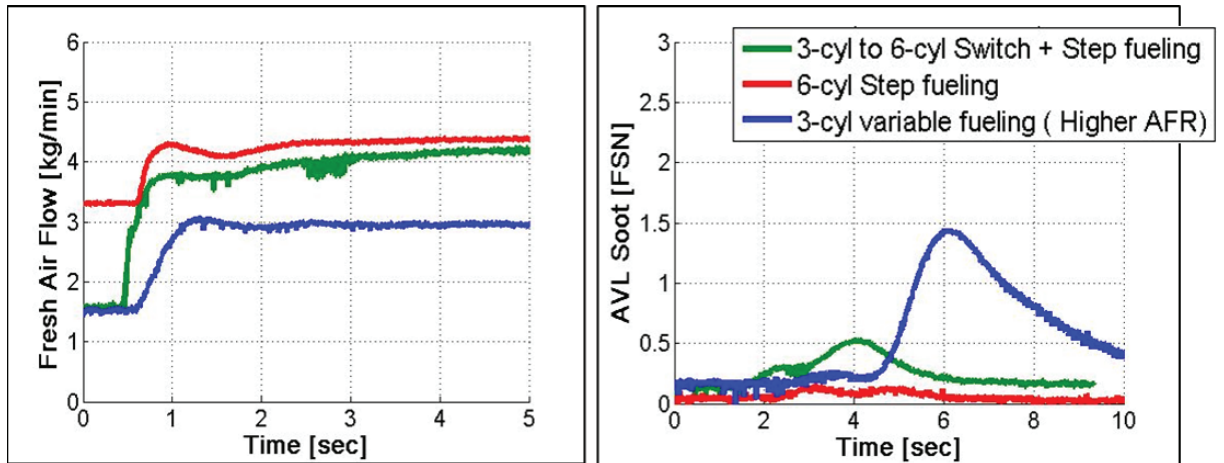 6
5
4
3
2
1
0
Fresh Air Flow [kg/min]
0 1 2 3 4 5
Time [sec]
3
2.5
2
1.5
1
0.5
0
AVL Soot [FSN]
3-cyl to 6-cyl Switch + Step fueling
6-cyl Step fueling
3-cyl variable fueling ( Higher AFR)
0 2 4 6 8 10
Time [sec]